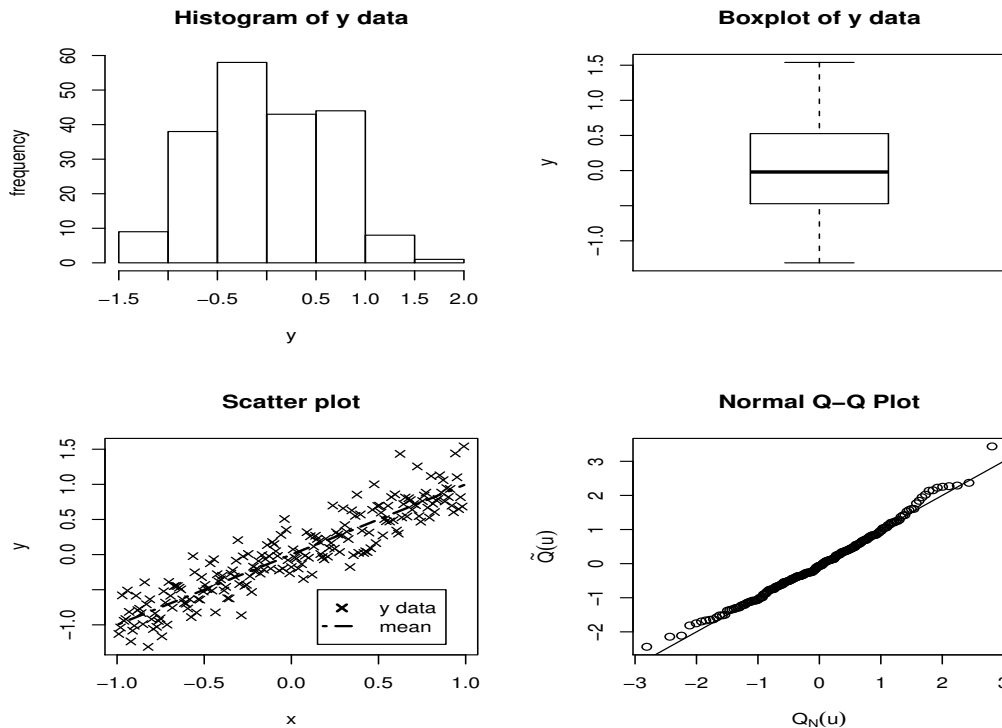 Histogram of y data
frequency
0 10 20 30 40 50 60
−1.5 −0.5 0.5 1.0 1.5 2.0
y
Boxplot of y data
y
−1.0 0.0 0.5 1.0 1.5
Scatter plot
y
−1.0 0.0 0.5 1.0 1.5
× y data
mean
−1.0 −0.5 0.0 0.5 1.0
x
Normal Q−Q Plot
Q̃(u)
−2 −1 0 1 2 3
−3 −2 −1 0 1 2 3
Q_N(u)